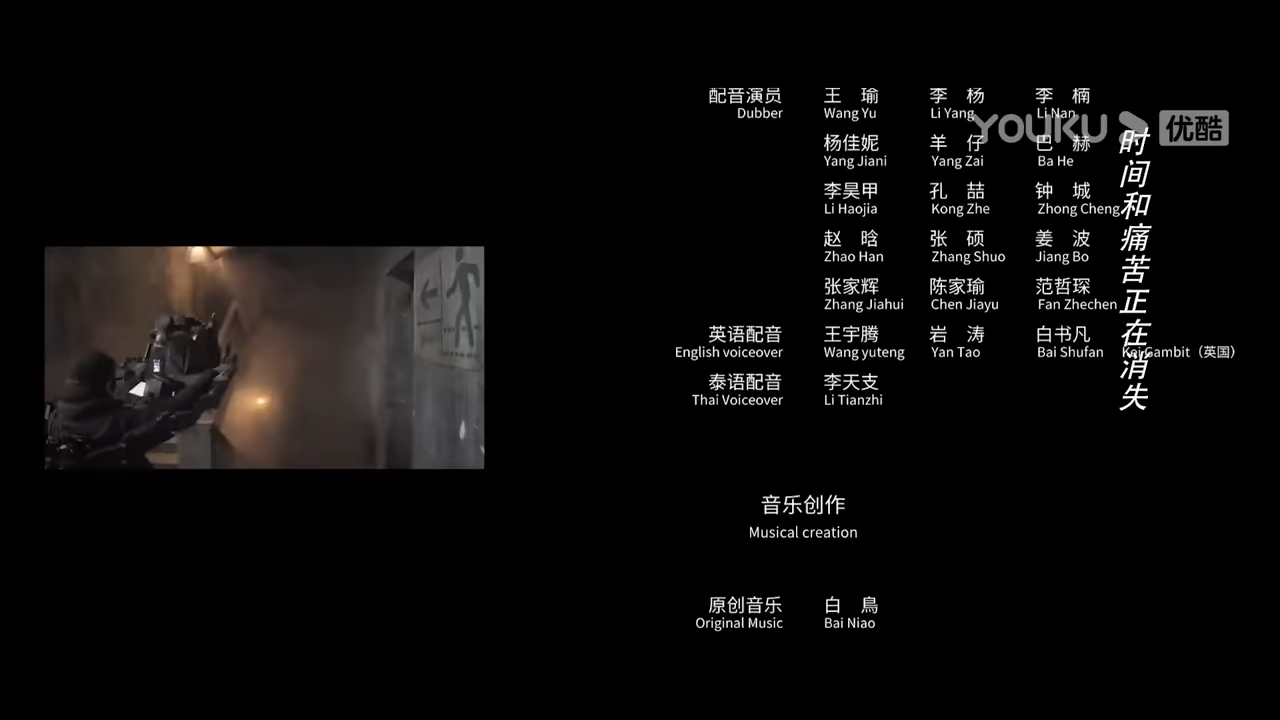 配音演员 王 瑜 李 杨 李 楠
Dubber Wang Yu Li Yang Li Nan
YOUKU 优酷
杨佳妮 羊 仔 巴 赫
Yang Jiani Yang Zai Ba He
李昊甲 孔 喆 钟 城
Li Haojia Kong Zhe Zhong Cheng
赵 晗 张 硕 姜 波
Zhao Han Zhang Shuo Jiang Bo
张家辉 陈家瑜 范哲琛
Zhang Jiahui Chen Jiayu Fan Zhechen
英语配音 王宇腾 岩 涛 白书凡
English voiceover Wang yuteng Yan Tao Bai Shufan Kei Gambit（英国）
泰语配音 李天支
Thai Voiceover Li Tianzhi
时间和痛苦正在消失
音乐创作
Musical creation
原创音乐 白 鳥
Original Music Bai Niao